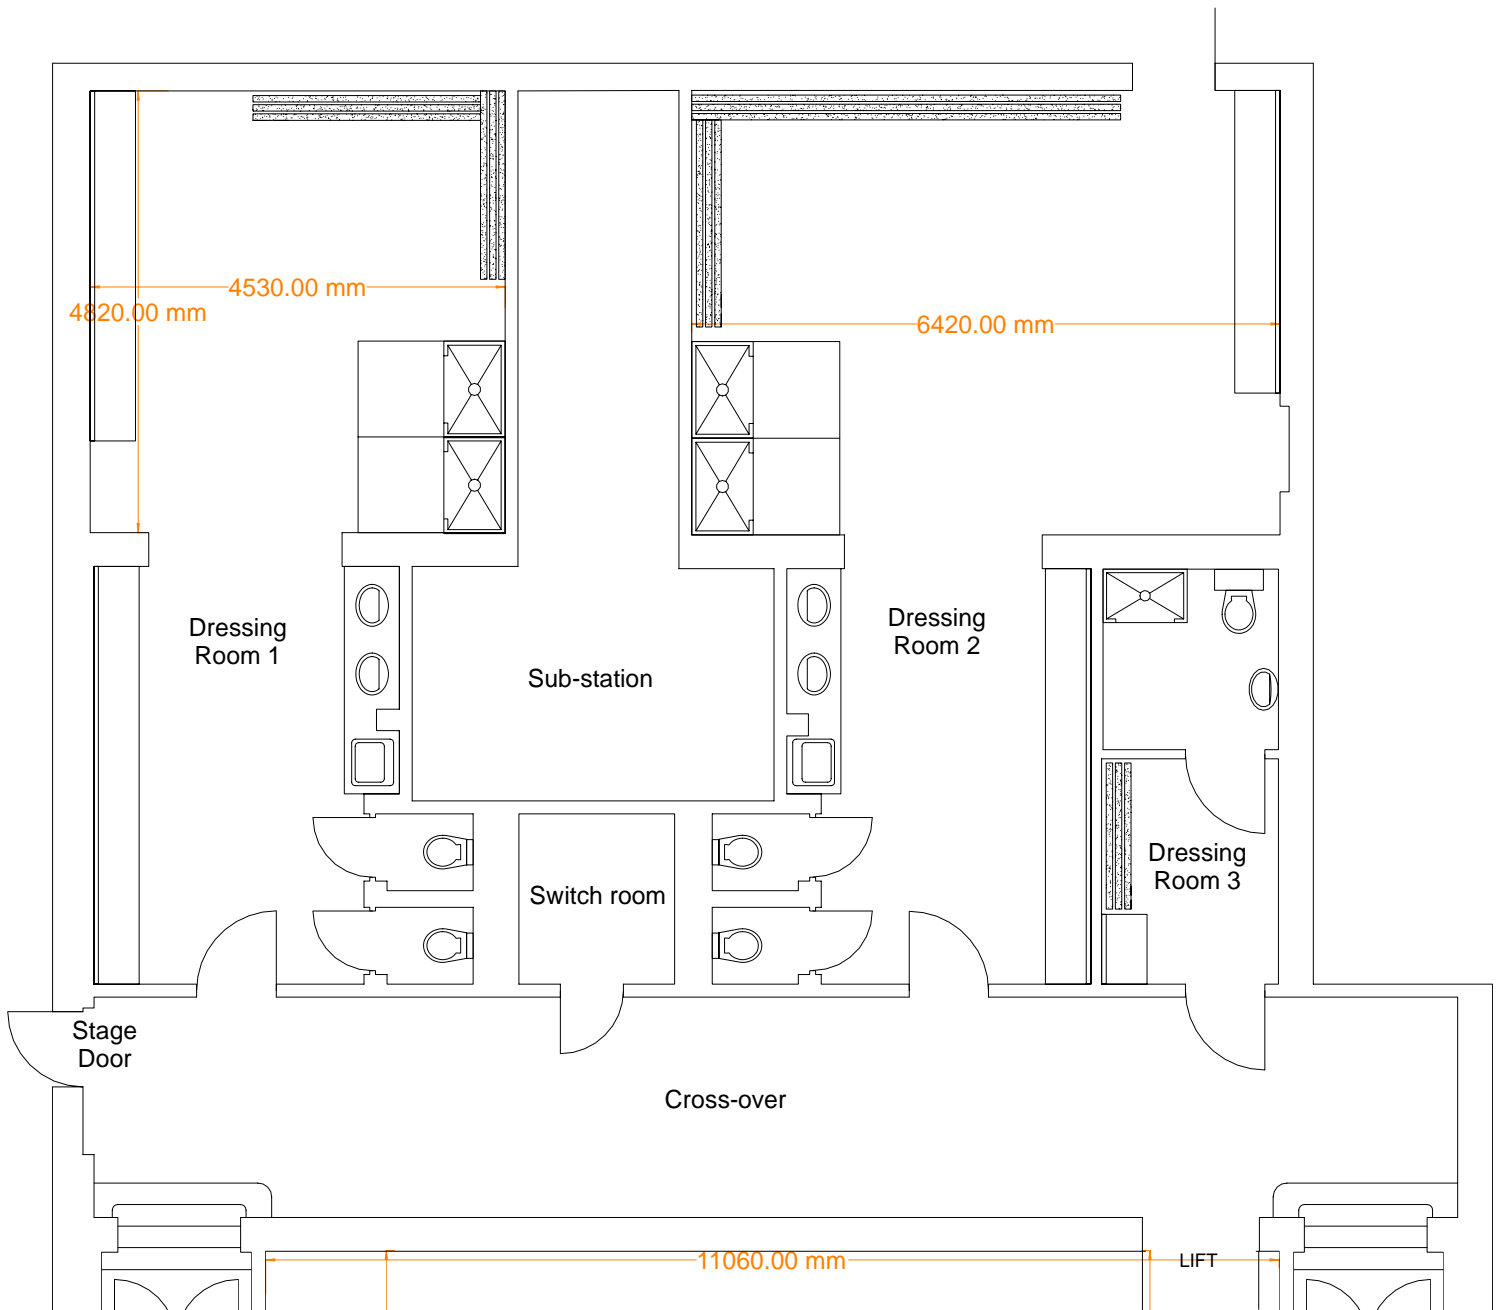 4530.00 mm
4820.00 mm
6420.00 mm
Dressing
Room 1
Dressing
Room 2
Sub-station
Dressing
Room 3
Switch room
Stage
Door
Cross-over
11060.00 mm
LIFT